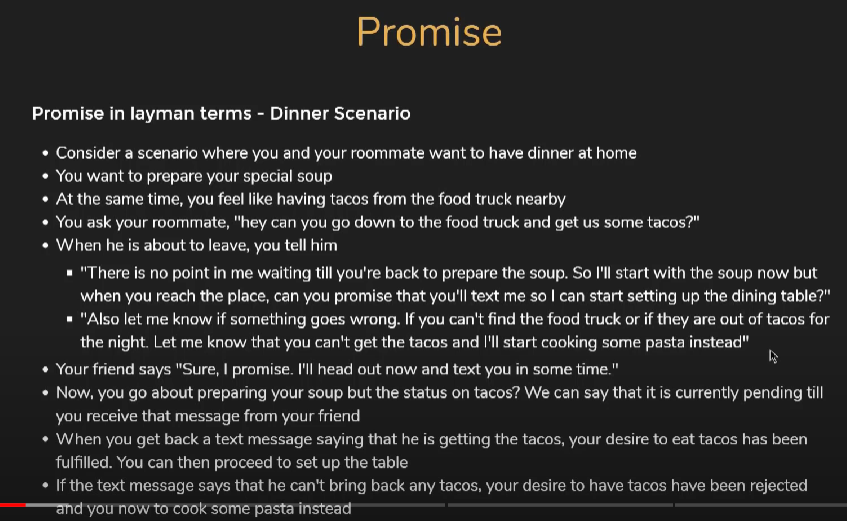 Promise
Promise in layman terms - Dinner Scenario
• Consider a scenario where you and your roommate want to have dinner at home
• You want to prepare your special soup
• At the same time, you feel like having tacos from the food truck nearby
• You ask your roommate, "hey can you go down to the food truck and get us some tacos?"
• When he is about to leave, you tell him
▪ "There is no point in me waiting till you're back to prepare the soup. So I'll start with the soup now but
when you reach the place, can you promise that you'll text me so I can start setting up the dining table?"
▪ "Also let me know if something goes wrong. If you can't find the food truck or if they are out of tacos for
the night. Let me know that you can't get the tacos and I'll start cooking some pasta instead"
• Your friend says "Sure, I promise. I'll head out now and text you in some time."
• Now, you go about preparing your soup but the status on tacos? We can say that it is currently pending till
you receive that message from your friend
• When you get back a text message saying that he is getting the tacos, your desire to eat tacos has been
fulfilled. You can then proceed to set up the table
• If the text message says that he can't bring back any tacos, your desire to have tacos have been rejected
and you now to cook some pasta instead